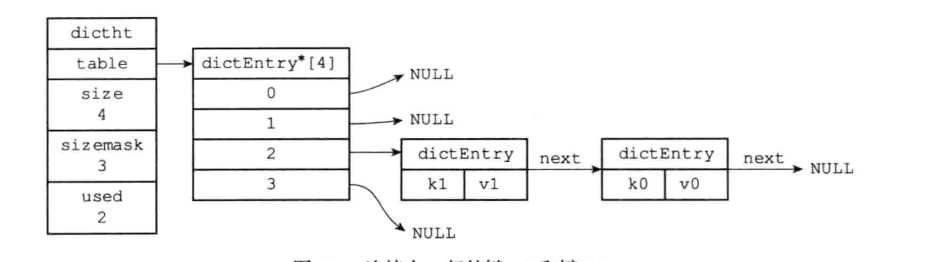 dictht
table
dictEntry*[4]
NULL
size
4
0
1
NULL
sizemask
3
2
dictEntry
next
dictEntry
next
NULL
k1
v1
k0
v0
used
2
3
NULL